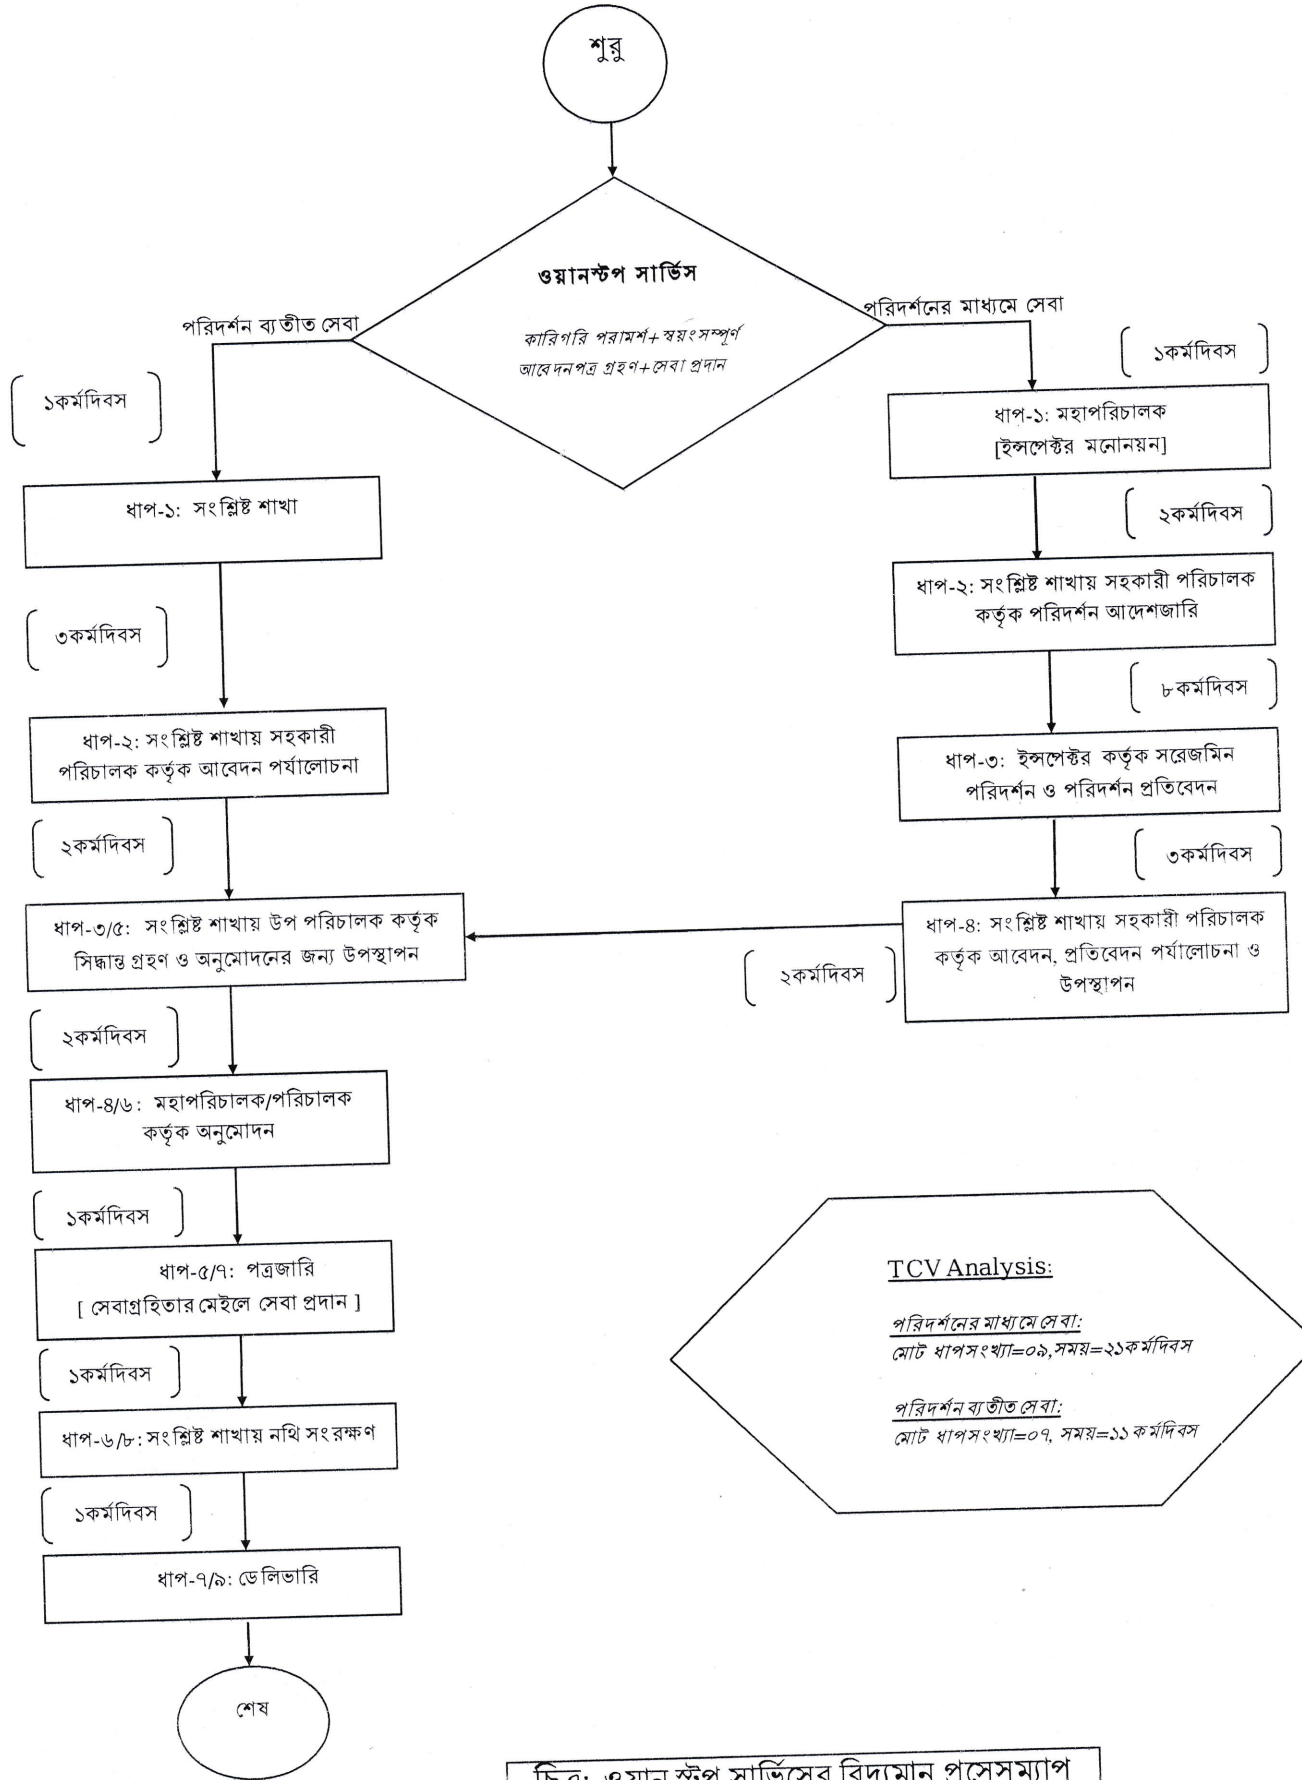 শুরু
ওয়ানস্টপ সার্ভিস
কারিগরি পরামর্শ+স্বয়ংসম্পূর্ণ
আবেদনপত্র গ্রহণ+সেবা প্রদান
পরিদর্শন ব্যতীত সেবা
পরিদর্শনের মাধ্যমে সেবা
১কর্মদিবস
ধাপ-১: মহাপরিচালক
[ইন্সপেক্টর মনোনয়ন]
২কর্মদিবস
ধাপ-২: সংশ্লিষ্ট শাখায় সহকারী পরিচালক
কর্তৃক পরিদর্শন আদেশজারি
৮কর্মদিবস
ধাপ-৩: ইন্সপেক্টর কর্তৃক সরেজমিন
পরিদর্শন ও পরিদর্শন প্রতিবেদন
৩কর্মদিবস
ধাপ-৪: সংশ্লিষ্ট শাখায় সহকারী পরিচালক
কর্তৃক আবেদন, প্রতিবেদন পর্যালোচনা ও
উপস্থাপন
২কর্মদিবস
১কর্মদিবস
ধাপ-১: সংশ্লিষ্ট শাখা
৩কর্মদিবস
ধাপ-২: সংশ্লিষ্ট শাখায় সহকারী
পরিচালক কর্তৃক আবেদন পর্যালোচনা
২কর্মদিবস
ধাপ-৩/৫: সংশ্লিষ্ট শাখায় উপ পরিচালক কর্তৃক
সিদ্ধান্ত গ্রহণ ও অনুমোদনের জন্য উপস্থাপন
২কর্মদিবস
ধাপ-৪/৬: মহাপরিচালক/পরিচালক
কর্তৃক অনুমোদন
১কর্মদিবস
ধাপ-৫/৭: পত্রজারি
[ সেবাগ্রহিতার মেইলে সেবা প্রদান ]
১কর্মদিবস
ধাপ-৬/৮: সংশ্লিষ্ট শাখায় নথি সংরক্ষণ
১কর্মদিবস
ধাপ-৭/৯: ডেলিভারি
শেষ
TCV Analysis:
পরিদর্শনের মাধ্যমে সেবা:
মোট ধাপসংখ্যা=০৯, সময়=২১কর্মদিবস
পরিদর্শন ব্যতীত সেবা:
মোট ধাপসংখ্যা=০৭, সময়=১১ কর্মদিবস
চিত্র: ওয়ান স্টপ সার্ভিসের বিদ্যমান প্রসেসম্যাপ